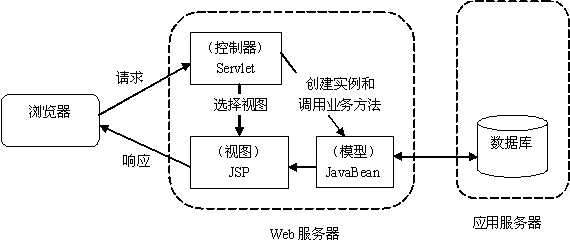 （控制器）
Servlet
请求
创建实例和
调用业务方法
选择视图
浏览器
数据库
（视图）
JSP
（模型）
JavaBean
响应
Web 服务器
应用服务器